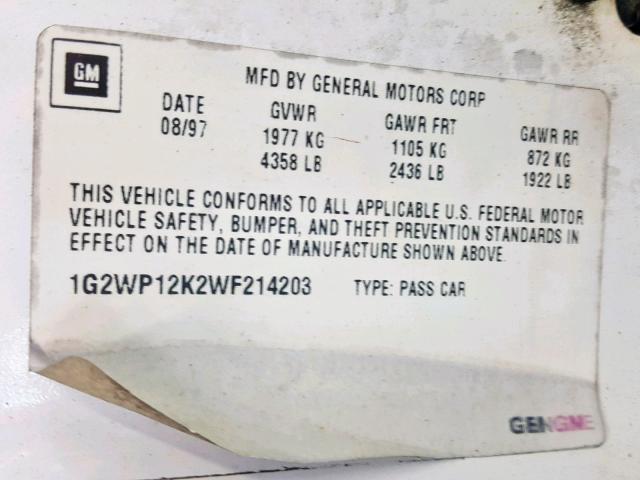 GM
MFD BY GENERAL MOTORS CORP
DATE GVWR GAWR FRT GAWR RR
08/97 1977 KG 1105 KG 872 KG
4358 LB 2436 LB 1922 LB
THIS VEHICLE CONFORMS TO ALL APPLICABLE U.S. FEDERAL MOTOR
VEHICLE SAFETY, BUMPER, AND THEFT PREVENTION STANDARDS IN
EFFECT ON THE DATE OF MANUFACTURE SHOWN ABOVE.
1G2WP12K2WF214203 TYPE: PASS CAR